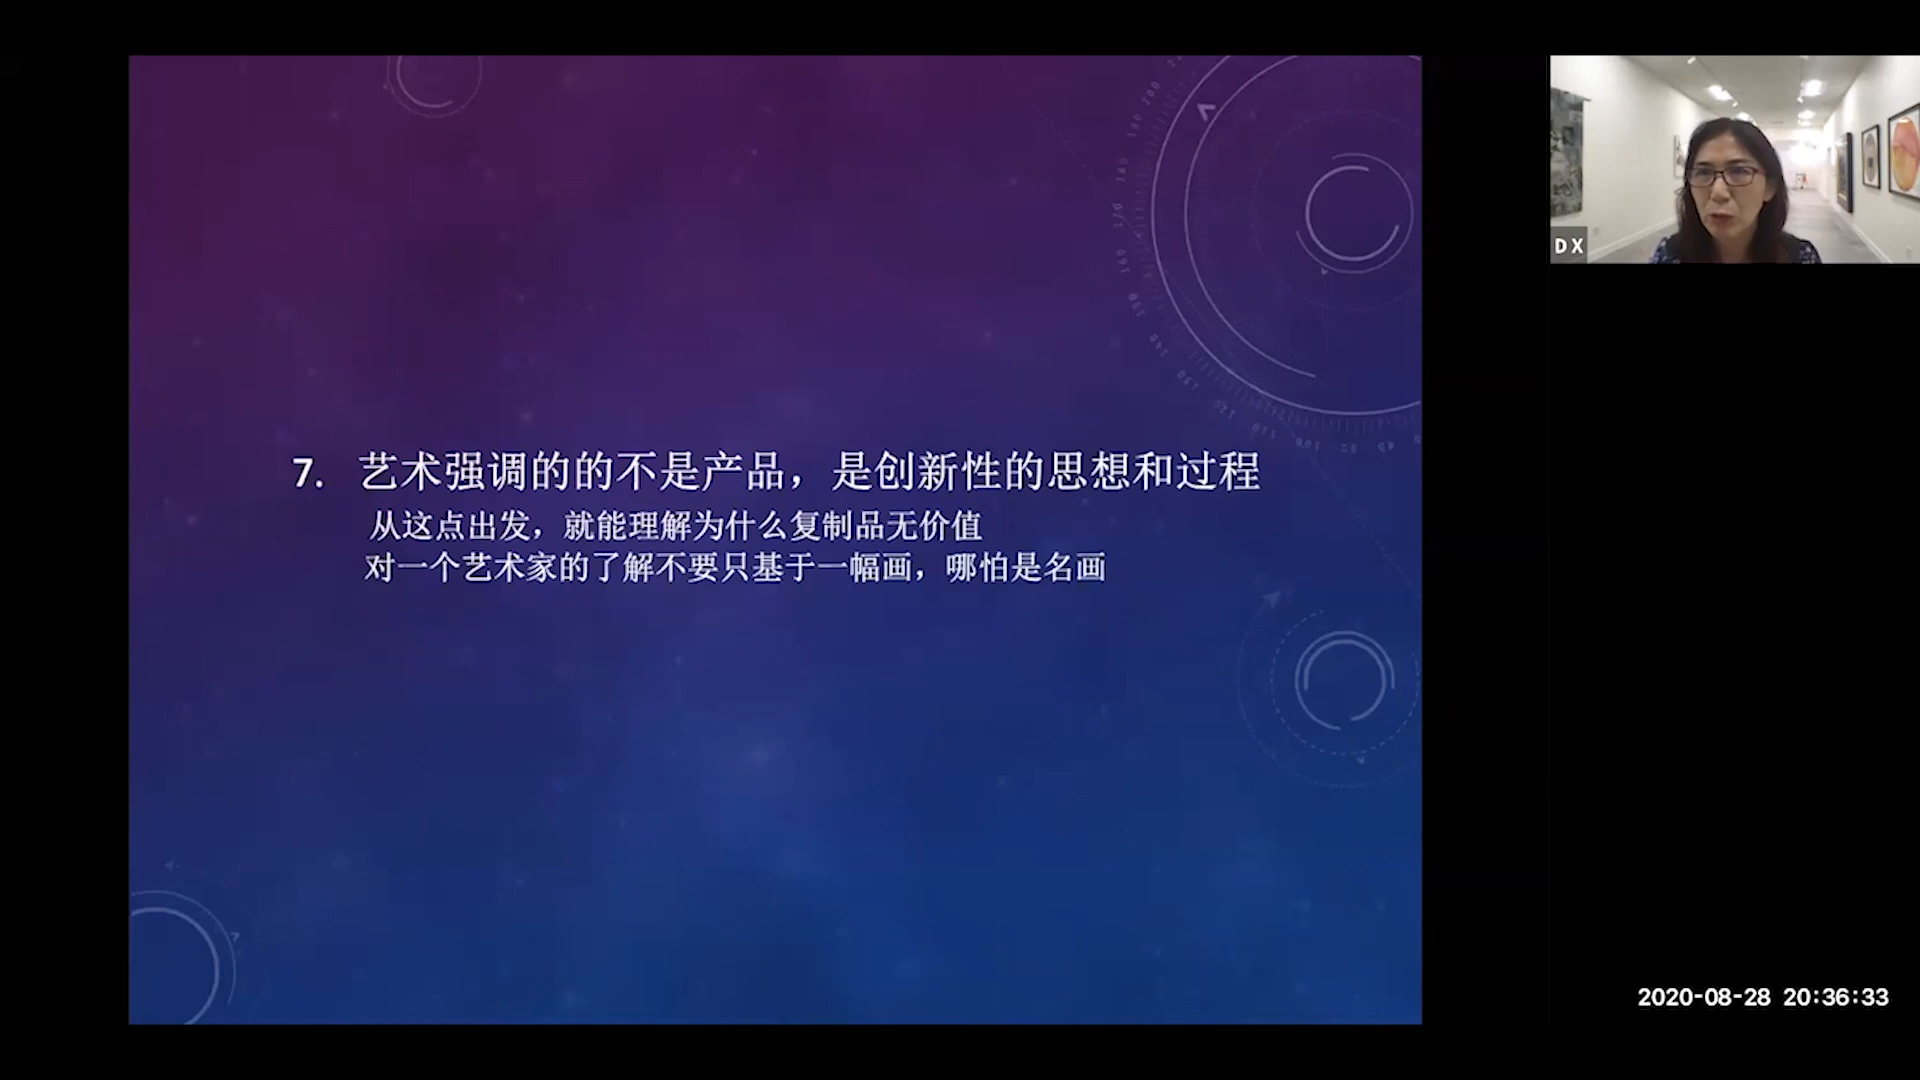 7. 艺术强调的的不是产品，是创新性的思想和过程
从这点出发，就能理解为什么复制品无价值
对一个艺术家的了解不要只基于一幅画，哪怕是名画
D X
2020-08-28 20:36:33